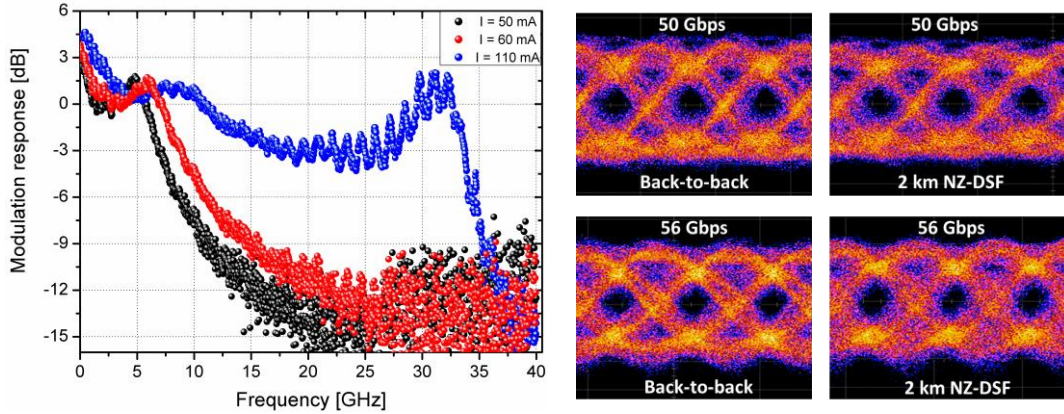 6
3
0
-3
-6
-9
-12
-15
Modulation response [dB]
I = 50 mA
I = 60 mA
I = 110 mA
0 5 10 15 20 25 30 35 40
Frequency [GHz]
50 Gbps
Back-to-back
50 Gbps
2 km NZ-DSF
56 Gbps
Back-to-back
56 Gbps
2 km NZ-DSF